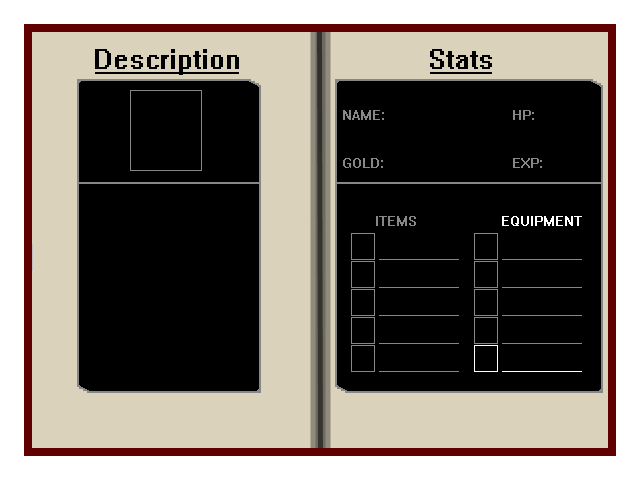 Description
Stats
NAME: HP:
GOLD: EXP:
ITEMS EQUIPMENT